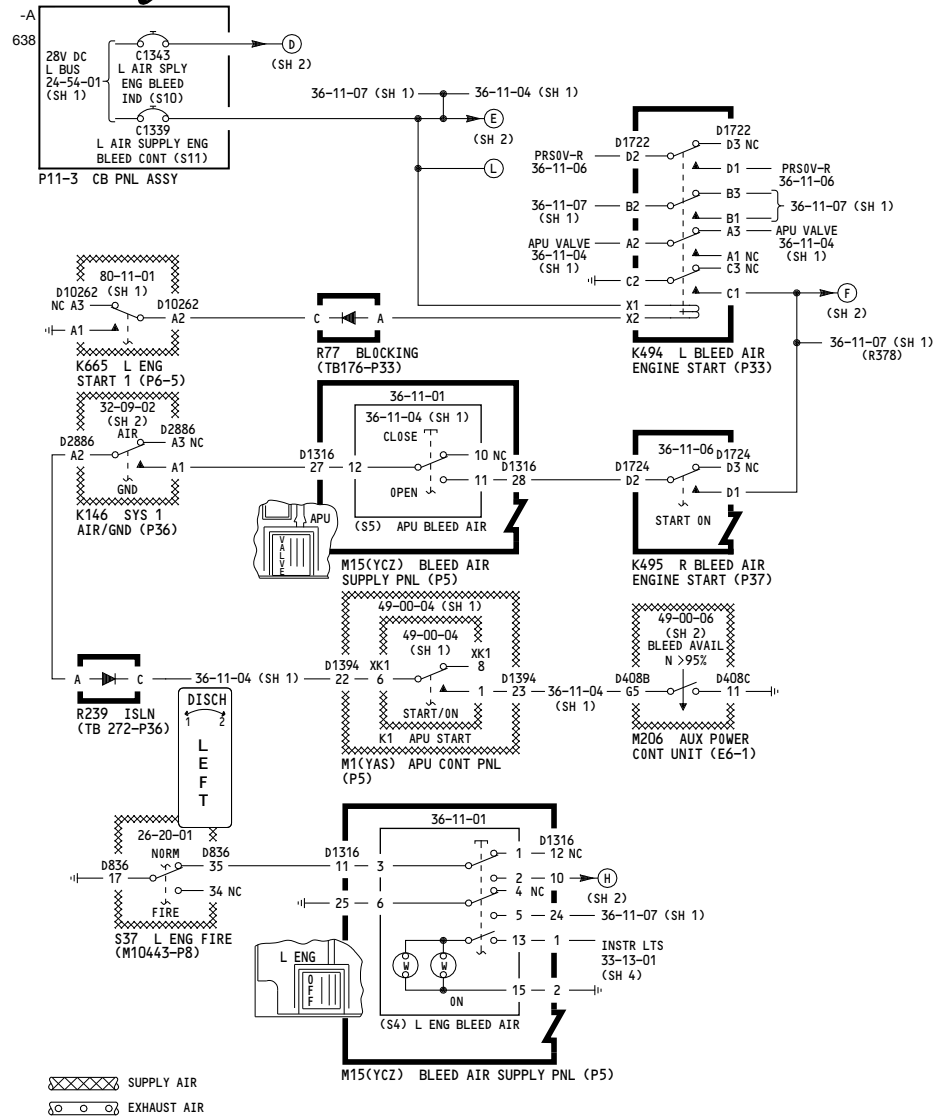 -A
638
28V DC
L BUS
24-54-01
(SH 1)
C1343
L AIR SPLY
ENG BLEED
IND (S10)
C1339
L AIR SUPPLY ENG
BLEED CONT (S11)
P11-3 CB PNL ASSY
D
(SH 2)
36-11-07 (SH 1)
36-11-04 (SH 1)
E
(SH 2)
L
D1722
D1722
D3 NC
PRSOV-R
36-11-06
D2
D1
PRSOV-R
36-11-06
B3
36-11-07
(SH 1)
B2
36-11-07 (SH 1)
B1
A3
APU VALVE
36-11-04
(SH 1)
APU VALVE
36-11-04
(SH 1)
A2
A1 NC
C3 NC
C2
C1
F
(SH 2)
X1
X2
36-11-07 (SH 1)
(R378)
K494 L BLEED AIR
ENGINE START (P33)
80-11-01
(SH 1)
D10262
NC A3
D10262
A2
A1
K665 L ENG
START 1 (P6-5)
C
A
R77 BLOCKING
(TB176-P33)
32-09-02
(SH 2)
AIR
D2886
A2
D2886
A3 NC
A1
GND
K146 SYS 1
AIR/GND (P36)
36-11-01
36-11-04 (SH 1)
CLOSE
D1316
27
12
10 NC
11
D1316
28
OPEN
(S5) APU BLEED AIR
APU
VALVE
M15(YCZ) BLEED AIR
SUPPLY PNL (P5)
36-11-06
D1724
D2
D1724
D3 NC
D1
START ON
K495 R BLEED AIR
ENGINE START (P37)
A
C
36-11-04 (SH 1)
R239 ISLN
(TB 272-P36)
49-00-04 (SH 1)
49-00-04
(SH 1)
D1394
22
XK1
6
XK1
8
1
D1394
23
START/ON
K1 APU START
M1(YAS) APU CONT PNL
(P5)
36-11-04
(SH 1)
49-00-06
(SH 2)
BLEED AVAIL
N >95%
D408B
G5
D408C
11
M206 AUX POWER
CONT UNIT (E6-1)
DISCH
1 2
LEFT
26-20-01
NORM
D836
17
D836
35
34 NC
FIRE
S37 L ENG FIRE
(M10443-P8)
36-11-01
D1316
11
3
1
D1316
12 NC
2
10
H
(SH 2)
4 NC
25
6
5
24
36-11-07 (SH 1)
13
1
INSTR LTS
33-13-01
(SH 4)
W
W
15
2
ON
(S4) L ENG BLEED AIR
L ENG
OFF
M15(YCZ) BLEED AIR SUPPLY PNL (P5)
SUPPLY AIR
EXHAUST AIR